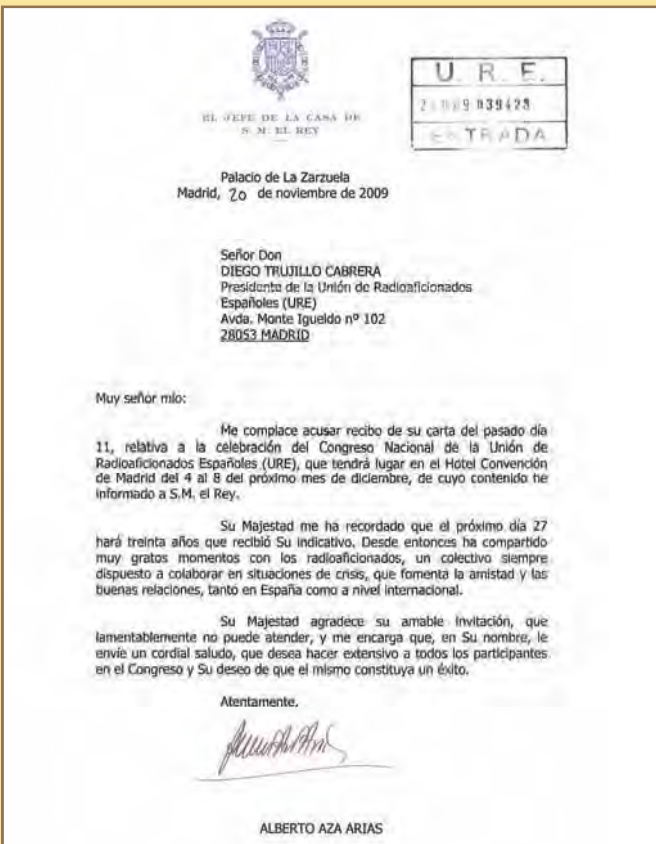 EL JEFE DE LA CASA DE
S. M. EL REY
U. R. E.
ENTRADA
Palacio de La Zarzuela
Madrid, 20 de noviembre de 2009
Señor Don
DIEGO TRUJILLO CABRERA
Presidente de la Unión de Radioaficionados
Españoles (URE)
Avda. Monte Igueldo nº 102
28053 MADRID
Muy señor mío:
Me complace acusar recibo de su carta del pasado día
11, relativa a la celebración del Congreso Nacional de la Unión de
Radioaficionados Españoles (URE), que tendrá lugar en el Hotel Convención
de Madrid del 4 al 8 del próximo mes de diciembre, de cuyo contenido he
informado a S.M. el Rey.
Su Majestad me ha recordado que el próximo día 27
hará treinta años que recibió Su indicativo. Desde entonces ha compartido
muy gratos momentos con los radioaficionados, un colectivo siempre
dispuesto a colaborar en situaciones de crisis, que fomenta la amistad y las
buenas relaciones, tanto en España como a nivel internacional.
Su Majestad agradece su amable invitación, que
lamentablemente no puede atender, y me encarga que, en Su nombre, le
envíe un cordial saludo, que desea hacer extensivo a todos los participantes
en el Congreso y Su deseo de que el mismo constituya un éxito.
Atentamente,
ALBERTO AZA ARIAS